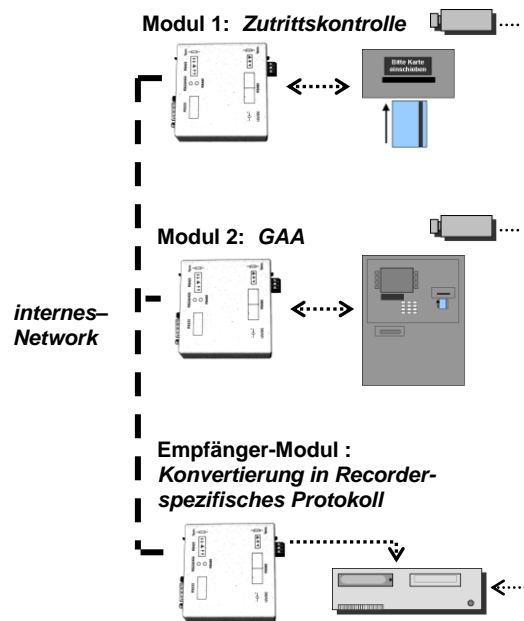 Modul 1: Zutrittskontrolle
Bitte Karte
einschieben
Modul 2: GAA
internes–
Network
Empfänger-Modul :
Konvertierung in Recorder-
spezifisches Protokoll